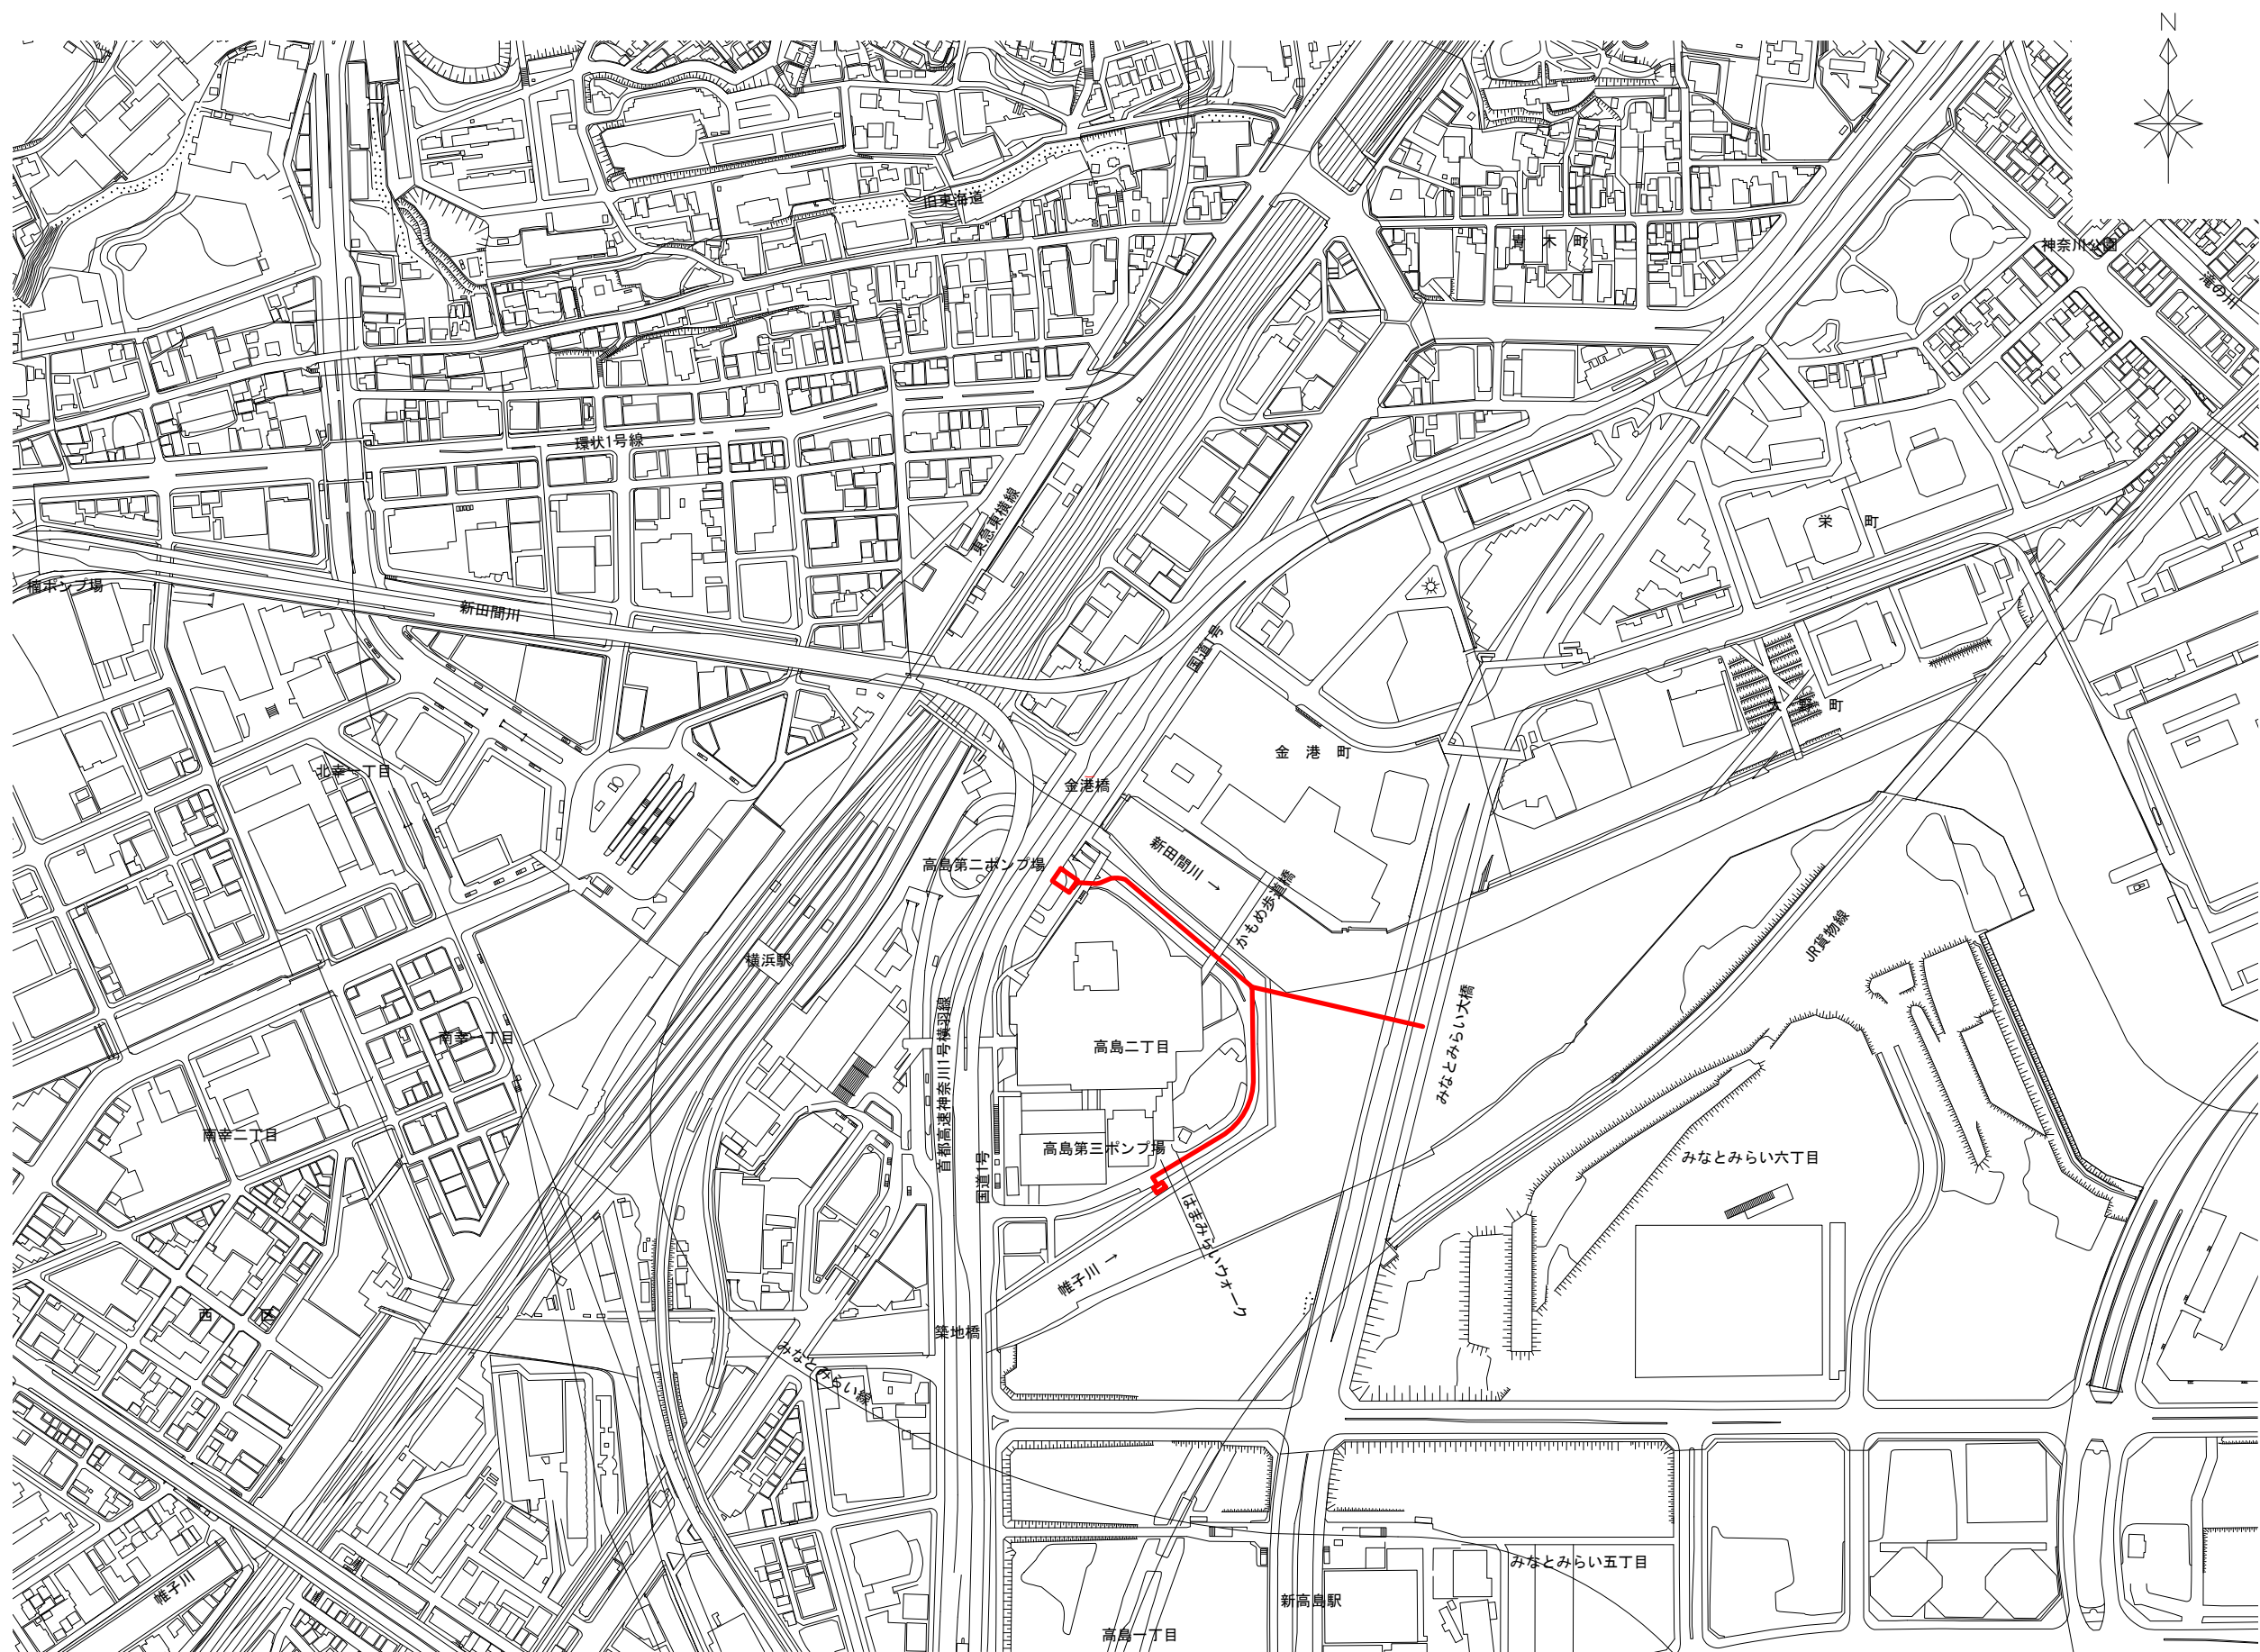 N
旧東海道
青木町
神奈川公園
滝の川
環状1号線
東急東横線
栄町
楠ポンプ場
新田間川
国道1号
大野町
金港町
北幸一丁目
金港橋
高島第二ポンプ場
新田間川→
かもめ歩道橋
JR貨物線
横浜駅
みなとみらい大橋
首都高速神奈川1号横羽線
南幸一丁目
高島二丁目
南幸二丁目
高島第三ポンプ場
みなとみらい六丁目
国道1号
はまみらいウォーク
帷子川→
西区
築地橋
みなとみらい線
みなとみらい五丁目
帷子川
新高島駅
高島一丁目